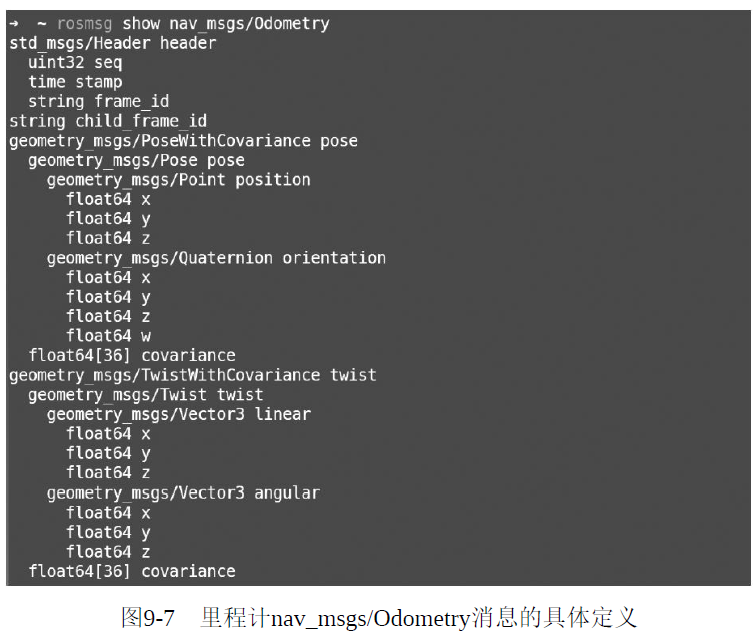 →  ~ rosmsg show nav_msgs/Odometry
std_msgs/Header header
  uint32 seq
  time stamp
  string frame_id
string child_frame_id
geometry_msgs/PoseWithCovariance pose
  geometry_msgs/Pose pose
    geometry_msgs/Point position
      float64 x
      float64 y
      float64 z
    geometry_msgs/Quaternion orientation
      float64 x
      float64 y
      float64 z
      float64 w
  float64[36] covariance
geometry_msgs/TwistWithCovariance twist
  geometry_msgs/Twist twist
    geometry_msgs/Vector3 linear
      float64 x
      float64 y
      float64 z
    geometry_msgs/Vector3 angular
      float64 x
      float64 y
      float64 z
  float64[36] covariance
图9-7 里程计nav_msgs/Odometry消息的具体定义